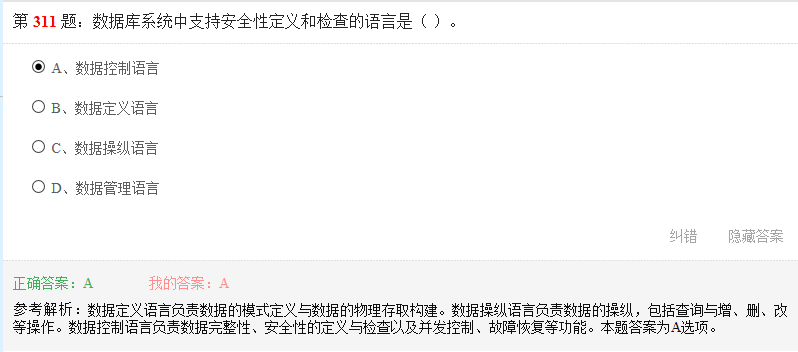 第 311 题：数据库系统中支持安全性定义和检查的语言是（ ）。
A、数据控制语言
B、数据定义语言
C、数据操纵语言
D、数据管理语言
纠错 隐藏答案
正确答案：A 我的答案：A
参考解析：数据定义语言负责数据的模式定义与数据的物理存取构建。数据操纵语言负责数据的操纵，包括查询与增、删、改
等操作。数据控制语言负责数据完整性、安全性的定义与检查以及并发控制、故障恢复等功能。本题答案为A选项。